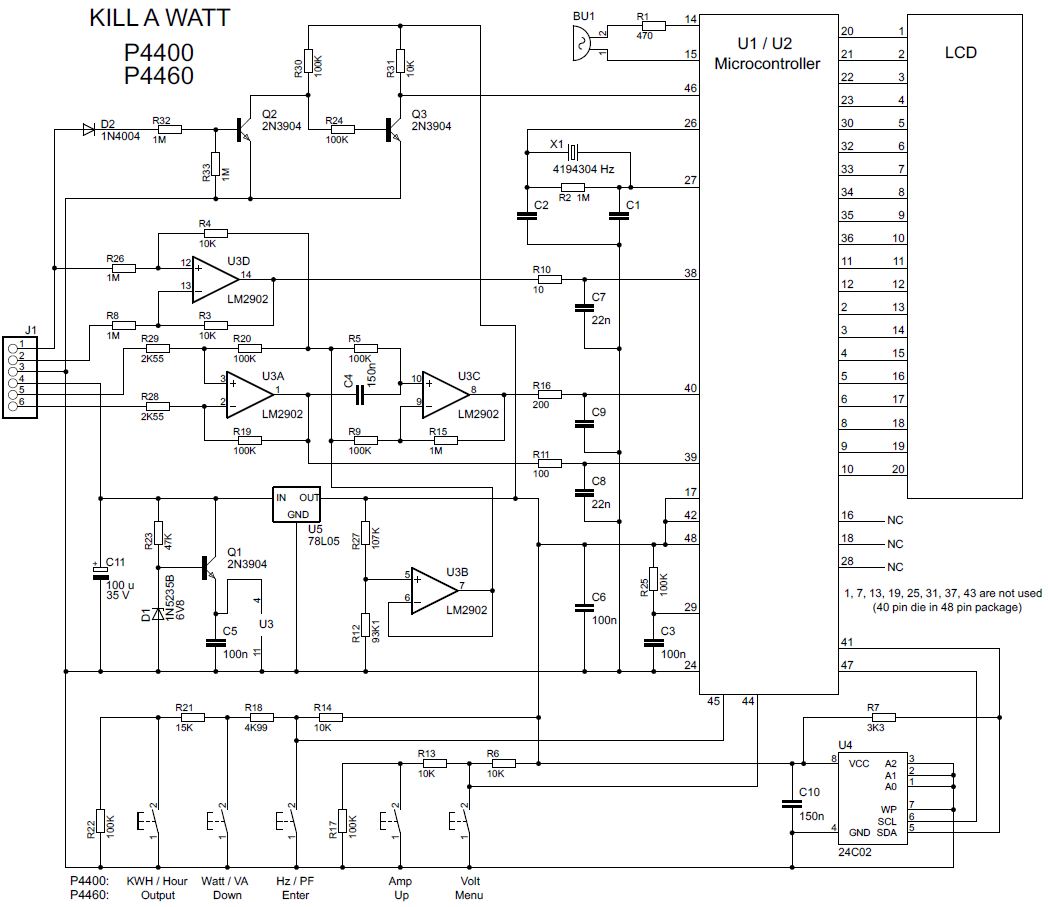 KILL A WATT
P4400
P4460
BU1
2
1
R1
470
14
15
46
26
27
38
40
39
17
42
48
29
24
45
44
U1 / U2
Microcontroller
LCD
20 1
21 2
22 3
23 4
30 5
32 6
33 7
34 8
35 9
36 10
11 11
12 12
2 13
3 14
4 15
5 16
6 17
8 18
9 19
10 20
16 NC
18 NC
28 NC
1, 7, 13, 19, 25, 31, 37, 43 are not used
(40 pin die in 48 pin package)
41
47
R30
100K
R31
10K
D2
1N4004
R32
1M
Q2
2N3904
R24
100K
Q3
2N3904
R33
1M
X1
4194304 Hz
R2 1M
C2
C1
R4
10K
R26
1M
12
+
13
–
U3D
14
LM2902
R10
10
C7
22n
R8
1M
R3
10K
J1
1
2
3
4
5
6
R29
2K55
R20
100K
R5
100K
C4
150n
3
+
2
–
U3A
1
LM2902
10
+
9
–
U3C
8
LM2902
R16
200
C9
R28
2K55
R19
100K
R9
100K
R15
1M
R11
100
C8
22n
IN OUT
GND
U5
78L05
R23
47K
Q1
2N3904
R27
107K
+
C11
100 u
35 V
D1
1N5235B
6V8
4
U3
11
C5
100n
5
+
6
–
U3B
7
LM2902
R12
93K1
C6
100n
R25
100K
C3
100n
R21
15K
R18
4K99
R14
10K
R13
10K
R6
10K
R7
3K3
U4
8 VCC A2 3
A1 2
A0 1
WP 7
SCL 6
4 GND SDA 5
24C02
C10
150n
R22
100K
2
1
2
1
2
1
R17
100K
2
1
2
1
P4400: KWH / Hour Watt / VA Hz / PF Amp Volt
P4460: Output Down Enter Up Menu